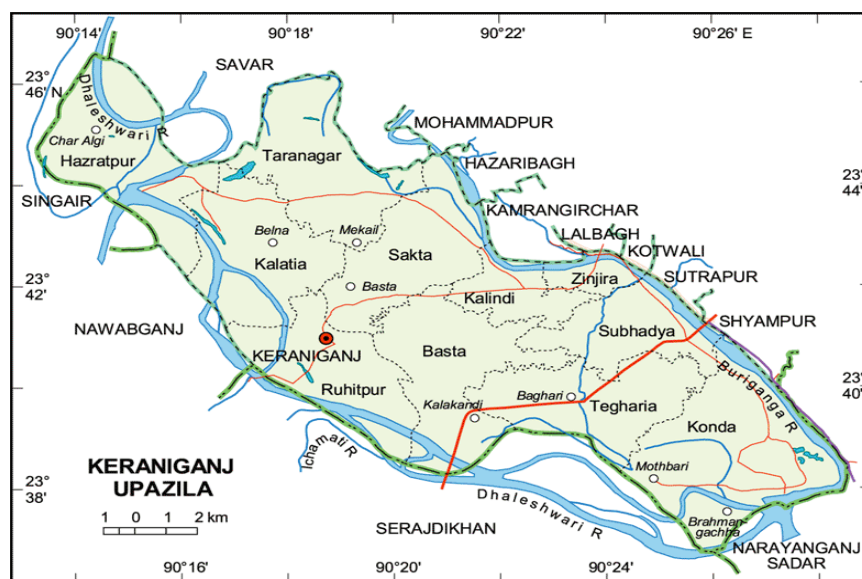 90°14'
90°18'
90°22'
90°26' E
23°
46' N
SAVAR
Dhaleshwari R
Char Algi
Hazratpur
MOHAMMADPUR
Taranagar
HAZARIBAGH
SINGAIR
23°
44'
KAMRANGIRCHAR
LALBAGH
Belna
Mekail
KOTWALI
Kalatia
Sakta
Zinjira
SUTRAPUR
23°
42'
Basta
Kalindi
NAWABGANJ
SHYAMPUR
Subhadya
KERANIGANJ
Basta
Buriganga R
Ruhitpur
Kalakandi
Baghari
Tegharia
23°
40'
Konda
Ichamati R
KERANIGANJ
UPAZILA
Mothbari
23°
38'
1 0 1 2 km
Dhaleshwari R
SERAJDIKHAN
Brahman-
gachha
NARAYANGANJ
SADAR
90°16'
90°20'
90°24'